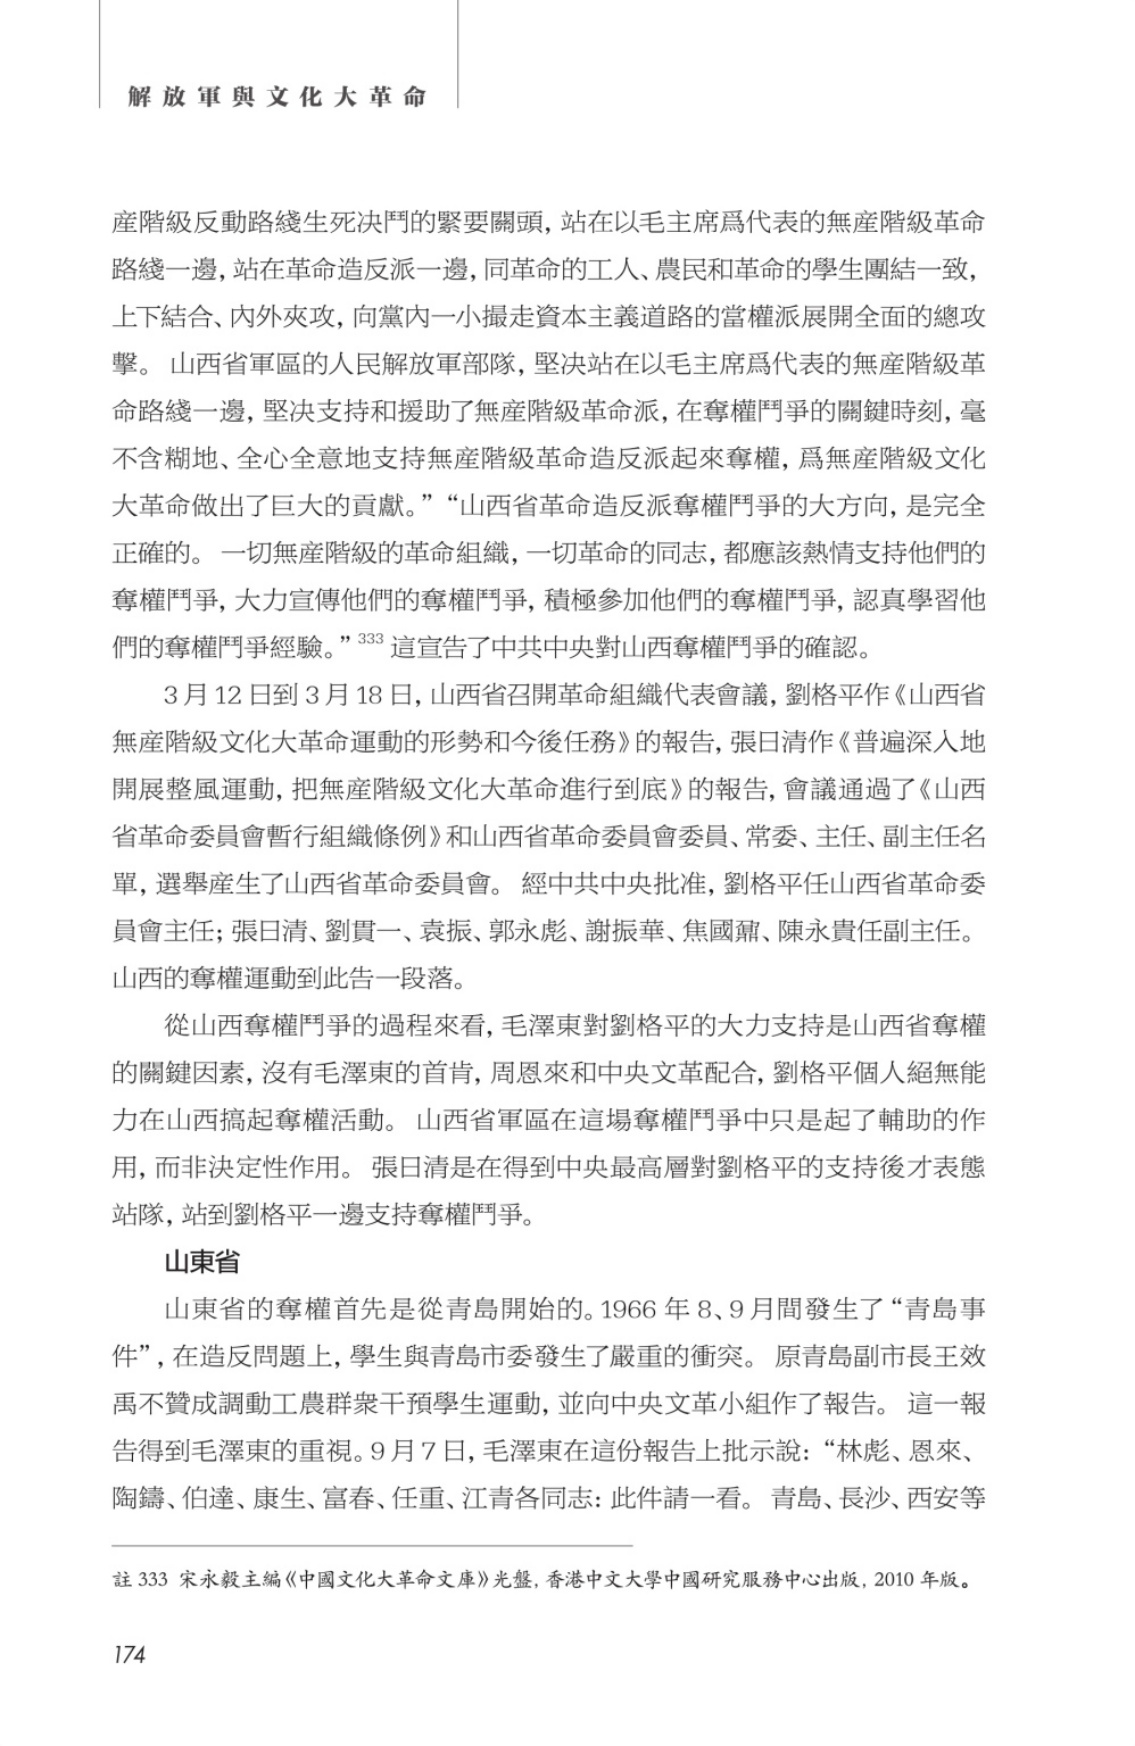 解放軍與文化大革命
産階級反動路綫生死決鬥的緊要關頭，站在以毛主席爲代表的無産階級革命
路綫一邊，站在革命造反派一邊，同革命的工人、農民和革命的學生團結一致，
上下結合、內外夾攻，向黨內一小撮走資本主義道路的當權派展開全面的總攻
擊。 山西省軍區的人民解放軍部隊，堅決站在以毛主席爲代表的無産階級革
命路綫一邊，堅決支持和援助了無産階級革命派，在奪權鬥爭的關鍵時刻，毫
不含糊地、全心全意地支持無産階級革命造反派起來奪權，爲無産階級文化
大革命做出了巨大的貢獻。”“山西省革命造反派奪權鬥爭的大方向，是完全
正確的。 一切無産階級的革命組織，一切革命的同志，都應該熱情支持他們的
奪權鬥爭，大力宣傳他們的奪權鬥爭，積極參加他們的奪權鬥爭，認真學習他
們的奪權鬥爭經驗。”333 這宣告了中共中央對山西奪權鬥爭的確認。
3 月 12 日到 3 月 18 日，山西省召開革命組織代表會議，劉格平作《山西省
無産階級文化大革命運動的形勢和今後任務》的報告，張日清作《普遍深入地
開展整風運動，把無産階級文化大革命進行到底》的報告，會議通過了《山西
省革命委員會暫行組織條例》和山西省革命委員會委員、常委、主任、副主任名
單，選舉産生了山西省革命委員會。 經中共中央批准，劉格平任山西省革命委
員會主任；張日清、劉貫一、袁振、郭永彪、謝振華、焦國鼐、陳永貴任副主任。
山西的奪權運動到此告一段落。
從山西奪權鬥爭的過程來看，毛澤東對劉格平的大力支持是山西省奪權
的關鍵因素，沒有毛澤東的首肯，周恩來和中央文革配合，劉格平個人絕無能
力在山西搞起奪權活動。 山西省軍區在這場奪權鬥爭中只是起了輔助的作
用，而非決定性作用。 張日清是在得到中央最高層對劉格平的支持後才表態
站隊，站到劉格平一邊支持奪權鬥爭。
山東省
山東省的奪權首先是從青島開始的。1966 年 8、9 月間發生了“青島事
件”，在造反問題上，學生與青島市委發生了嚴重的衝突。 原青島副市長王效
禹不贊成調動工農群衆干預學生運動，並向中央文革小組作了報告。 這一報
告得到毛澤東的重視。9 月 7 日，毛澤東在這份報告上批示說：“林彪、恩來、
陶鑄、伯達、康生、富春、任重、江青各同志：此件請一看。 青島、長沙、西安等
註 333 宋永毅主編《中國文化大革命文庫》光盤，香港中文大學中國研究服務中心出版，2010 年版。
174